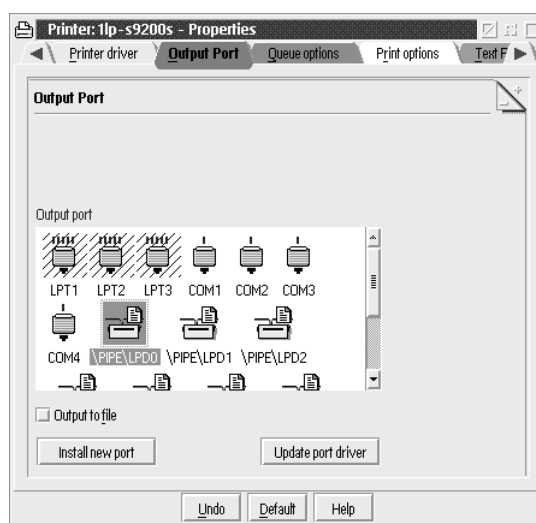 Printer: 1lp-s9200s - Properties
Printer driver
Output Port
Queue options
Print options
Text F
Output Port
Output port
LPT1 LPT2 LPT3 COM1 COM2 COM3
COM4 \PIPE\LPD0 \PIPE\LPD1 \PIPE\LPD2
Output to file
Install new port
Update port driver
Undo
Default
Help